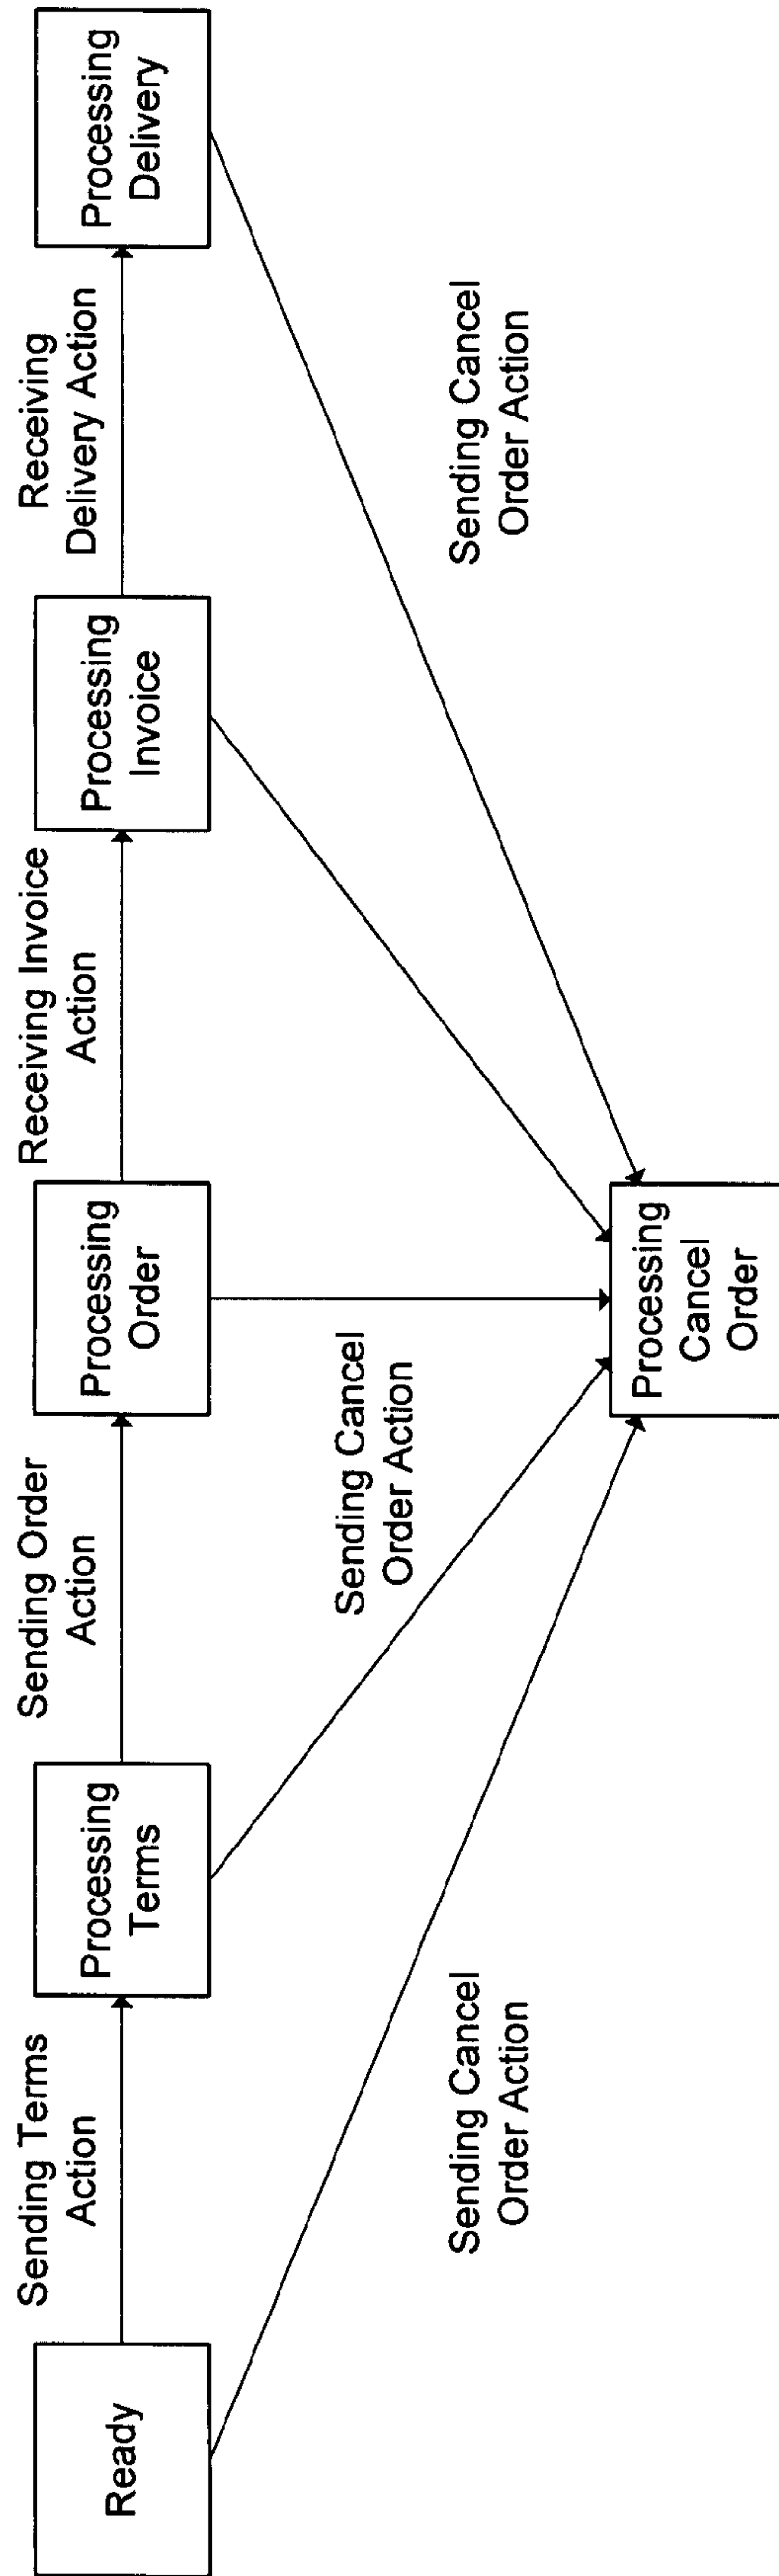 Ready
Sending Terms
Action
Processing
Terms
Sending Order
Action
Processing
Order
Receiving Invoice
Action
Processing
Invoice
Receiving
Delivery Action
Processing
Delivery
Sending Cancel
Order Action
Sending Cancel
Order Action
Sending Cancel
Order Action
Processing
Cancel
Order